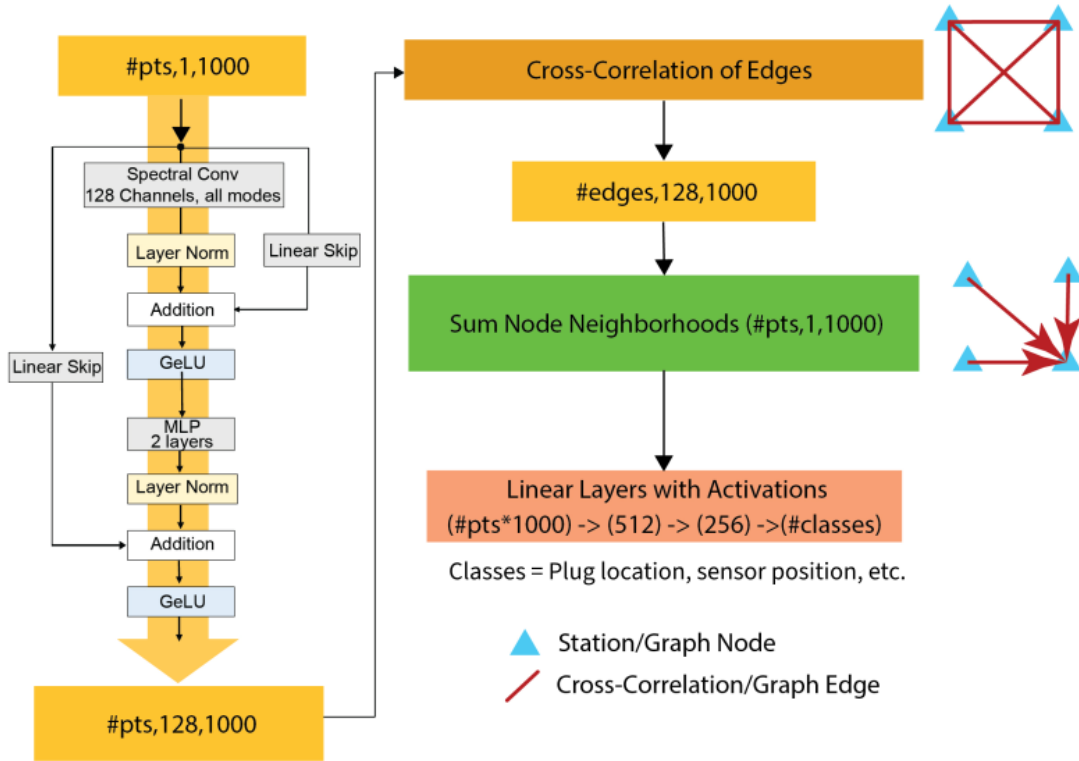 #pts,1,1000
Spectral Conv
128 Channels, all modes
Layer Norm
Linear Skip
Addition
Linear Skip
GeLU
MLP
2 layers
Layer Norm
Addition
GeLU
#pts,128,1000
Cross-Correlation of Edges
#edges,128,1000
Sum Node Neighborhoods (#pts,1,1000)
Linear Layers with Activations
(#pts*1000) -> (512) -> (256) ->(#classes)
Classes = Plug location, sensor position, etc.
Station/Graph Node
Cross-Correlation/Graph Edge